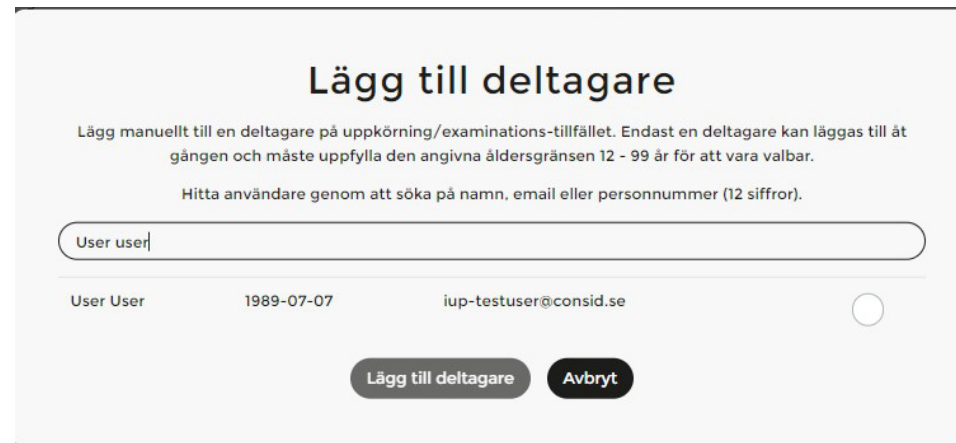 Lägg till deltagare
Lägg manuellt till en deltagare på uppkörning/examinations-tillfället. Endast en deltagare kan läggas till åt
gången och måste uppfylla den angivna åldersgränsen 12 - 99 år för att vara valbar.
Hitta användare genom att söka på namn, email eller personnummer (12 siffror).
User user
User User 1989-07-07 iup-testuser@consid.se
Lägg till deltagare Avbryt